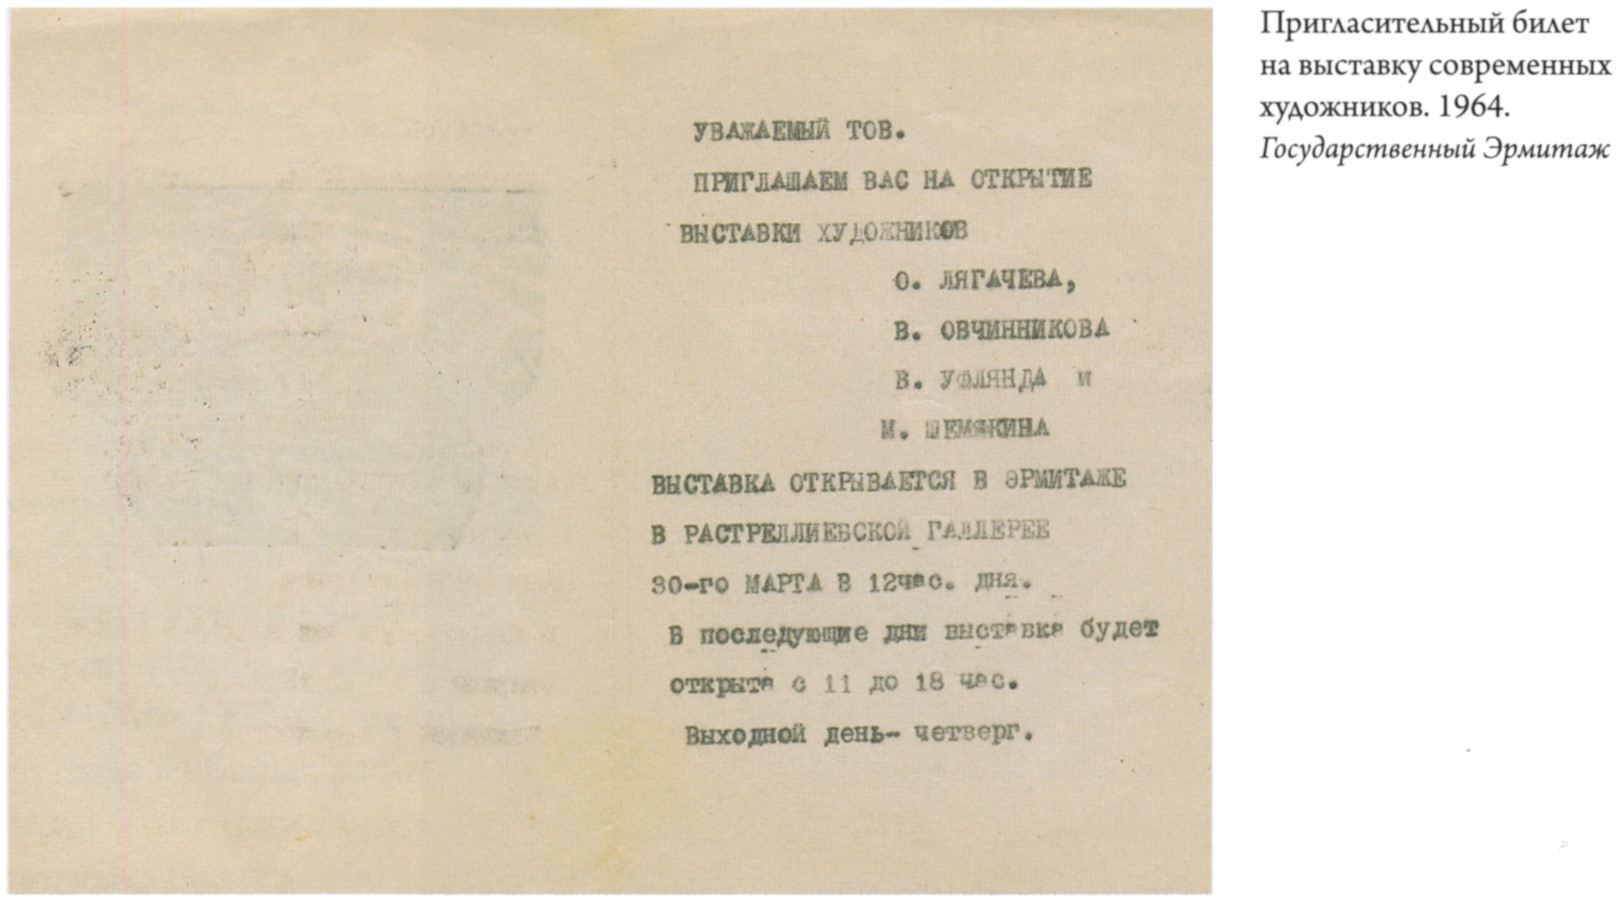 УВАЖАЕМЫЙ ТОВ.
ПРИГЛАШАЕМ ВАС НА ОТКРЫТИЕ
ВЫСТАВКИ ХУДОЖНИКОВ
О. ЛЯГАЧЕВА,
В. ОВЧИННИКОВА
В. УФЛЯНДА и
М. ШЕМЯКИНА
ВЫСТАВКА ОТКРЫВАЕТСЯ В ЭРМИТАЖЕ
В РАСТРЕЛЛИЕВСКОЙ ГАЛЛЕРЕЕ
30-го МАРТА В 12час. дня.
В последующие дни выставка будет
открыта с 11 до 18 час.
Выходной день- четверг.
Пригласительный билет
на выставку современных
художников. 1964.
Государственный Эрмитаж